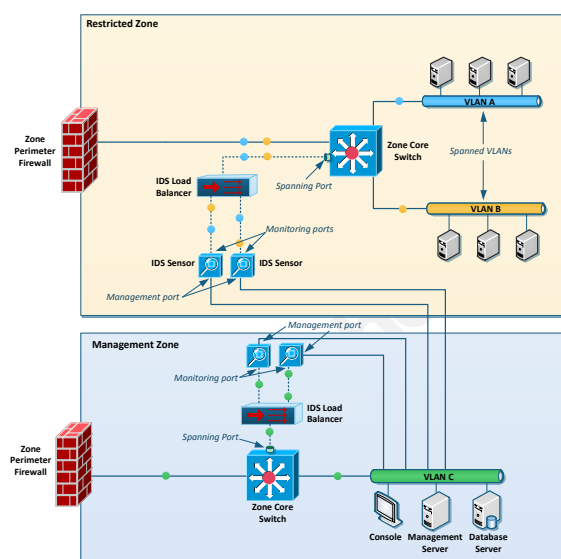 Restricted Zone
VLAN A
Zone
Perimeter
Firewall
Zone Core
Switch
Spanned VLANs
Spanning Port
IDS Load
Balancer
VLAN B
Monitoring ports
IDS Sensor
IDS Sensor
Management port
Management Zone
Management port
Monitoring port
IDS Load
Balancer
Zone
Perimeter
Firewall
Spanning Port
VLAN C
Zone Core
Switch
Console
Management
Server
Database
Server